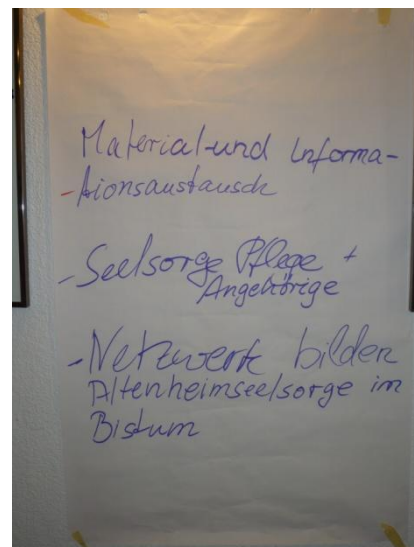 Material-und Informa-
-tionsaustausch
-Seelsorge Pflege +
Angehörige
-Netzwerk bilden
Altenheimseelsorge im
Bistum